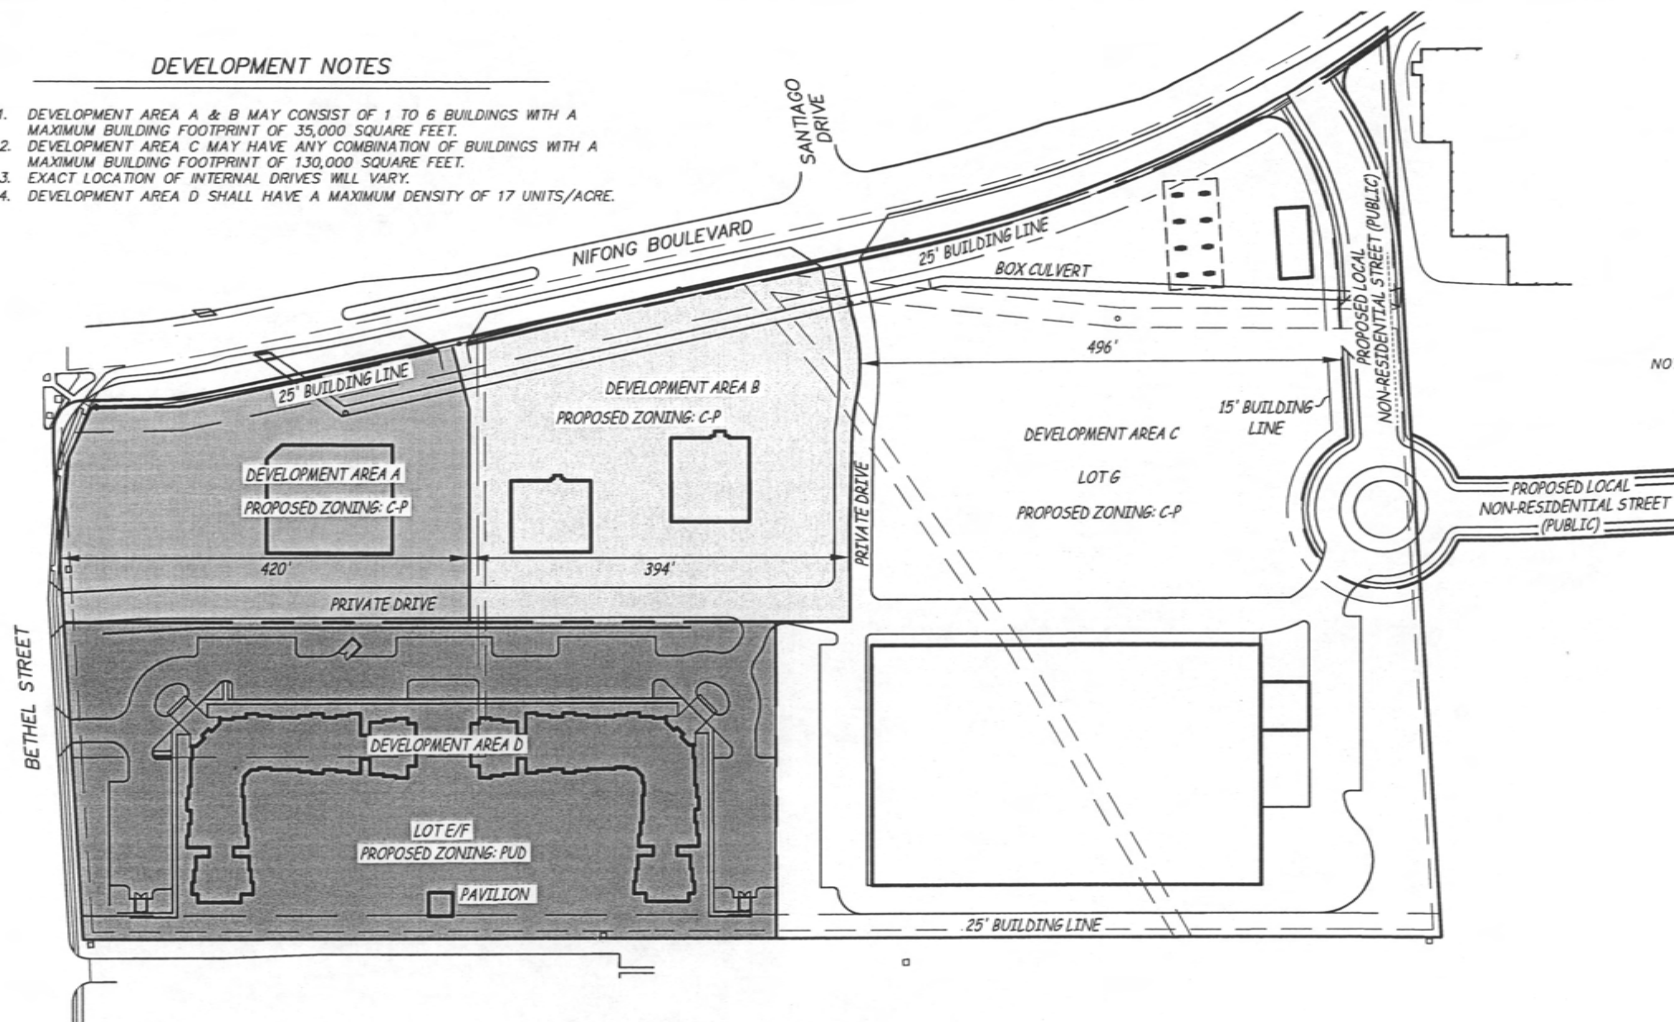 DEVELOPMENT NOTES
1. DEVELOPMENT AREA A & B MAY CONSIST OF 1 TO 6 BUILDINGS WITH A
MAXIMUM BUILDING FOOTPRINT OF 35,000 SQUARE FEET.
2. DEVELOPMENT AREA C MAY HAVE ANY COMBINATION OF BUILDINGS WITH A
MAXIMUM BUILDING FOOTPRINT OF 130,000 SQUARE FEET.
3. EXACT LOCATION OF INTERNAL DRIVES WILL VARY.
4. DEVELOPMENT AREA D SHALL HAVE A MAXIMUM DENSITY OF 17 UNITS/ACRE.
SANTIAGO
DRIVE
NIFONG BOULEVARD
25' BUILDING LINE
BOX CULVERT
PROPOSED LOCAL
NON-RESIDENTIAL STREET (PUBLIC)
496'
NO
25' BUILDING LINE
DEVELOPMENT AREA B
PROPOSED ZONING: C-P
15' BUILDING
LINE
DEVELOPMENT AREA C
LOT G
PROPOSED ZONING: C-P
DEVELOPMENT AREA A
PROPOSED ZONING: C-P
PRIVATE DRIVE
PROPOSED LOCAL
NON-RESIDENTIAL STREET
(PUBLIC)
420'
394'
PRIVATE DRIVE
BETHEL STREET
DEVELOPMENT AREA D
LOT E/F
PROPOSED ZONING: PUD
PAVILION
25' BUILDING LINE